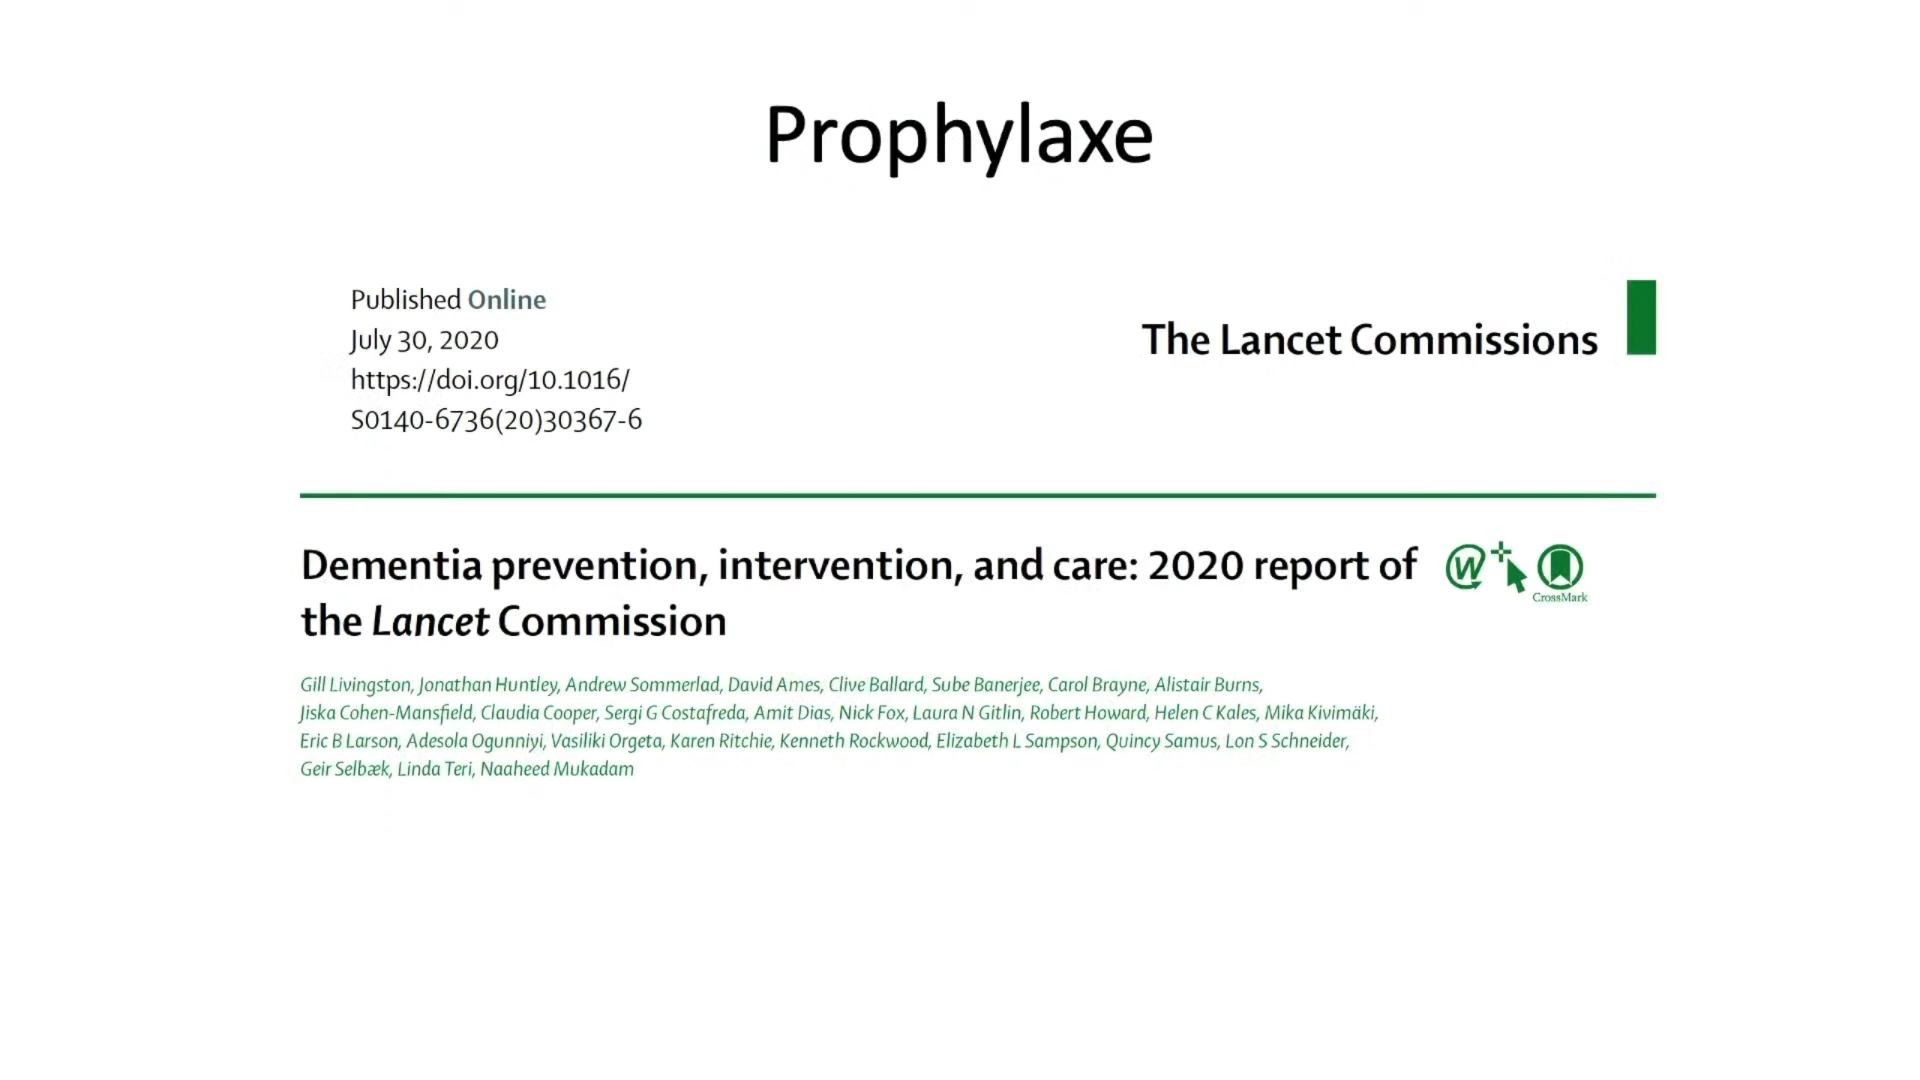 Prophylaxe
Published Online
July 30, 2020
https://doi.org/10.1016/
S0140-6736(20)30367-6
The Lancet Commissions
Dementia prevention, intervention, and care: 2020 report of
the Lancet Commission
W
CrossMark
Gill Livingston, Jonathan Huntley, Andrew Sommerlad, David Ames, Clive Ballard, Sube Banerjee, Carol Brayne, Alistair Burns,
Jiska Cohen-Mansfield, Claudia Cooper, Sergi G Costafreda, Amit Dias, Nick Fox, Laura N Gitlin, Robert Howard, Helen C Kales, Mika Kivimäki,
Eric B Larson, Adesola Ogunniyi, Vasiliki Orgeta, Karen Ritchie, Kenneth Rockwood, Elizabeth L Sampson, Quincy Samus, Lon S Schneider,
Geir Selbæk, Linda Teri, Naaheed Mukadam